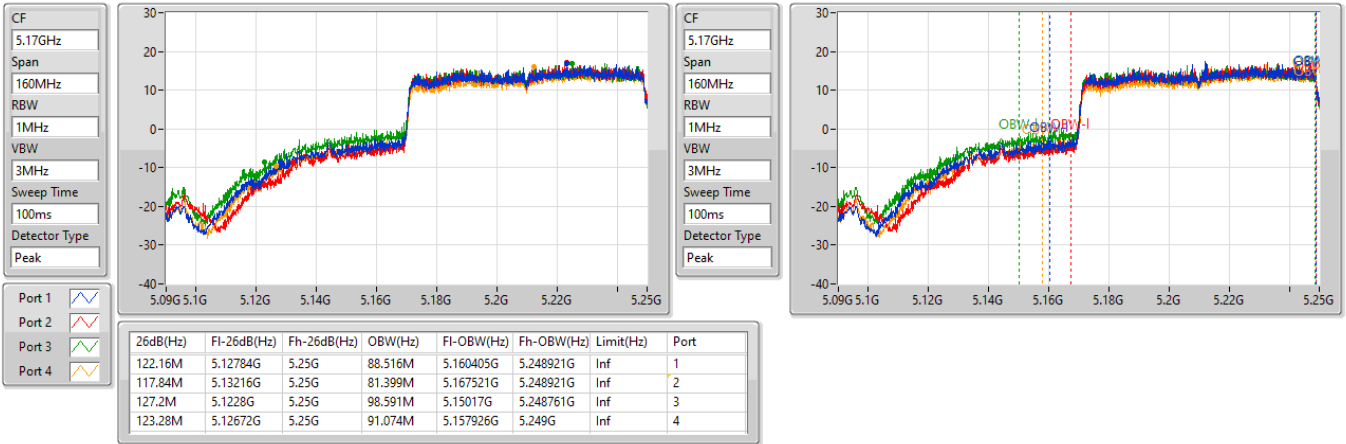 CF
5.17GHz
Span
160MHz
RBW
1MHz
VBW
3MHz
Sweep Time
100ms
Detector Type
Peak
Port 1
Port 2
Port 3
Port 4
30
20
10
0
-10
-20
-30
-40
5.09G 5.1G 5.12G 5.14G 5.16G 5.18G 5.2G 5.22G 5.25G
CF
5.17GHz
Span
160MHz
RBW
1MHz
VBW
3MHz
Sweep Time
100ms
Detector Type
Peak
30
20
10
0
-10
-20
-30
-40
OBW-l
5.09G 5.1G 5.12G 5.14G 5.16G 5.18G 5.2G 5.22G 5.25G
26dB(Hz) Fl-26dB(Hz) Fh-26dB(Hz) OBW(Hz) Fl-OBW(Hz) Fh-OBW(Hz) Limit(Hz) Port
122.16M 5.12784G 5.25G 88.516M 5.160405G 5.248921G Inf 1
117.84M 5.13216G 5.25G 81.399M 5.167521G 5.248921G Inf 2
127.2M 5.1228G 5.25G 98.591M 5.15017G 5.248761G Inf 3
123.28M 5.12672G 5.25G 91.074M 5.157926G 5.249G Inf 4